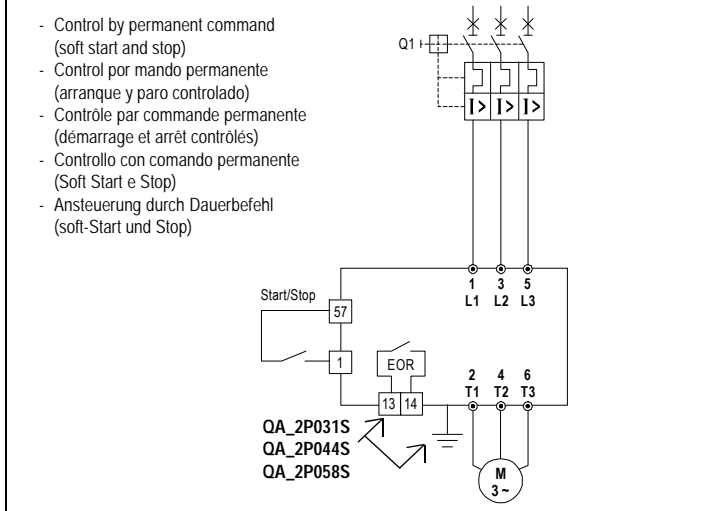 - Control by permanent command
(soft start and stop)
- Control por mando permanente
(arranque y paro controlado)
- Contrôle par commande permanente
(démarrage et arrêt contrôlés)
- Controllo con comando permanente
(Soft Start e Stop)
- Ansteuerung durch Dauerbefehl
(soft-Start und Stop)
Q1
I> I> I>
1 3 5
L1 L2 L3
Start/Stop
57
1
EOR
2 4 6
T1 T2 T3
13 14
QA_2P031S
QA_2P044S
QA_2P058S
M
3 ~